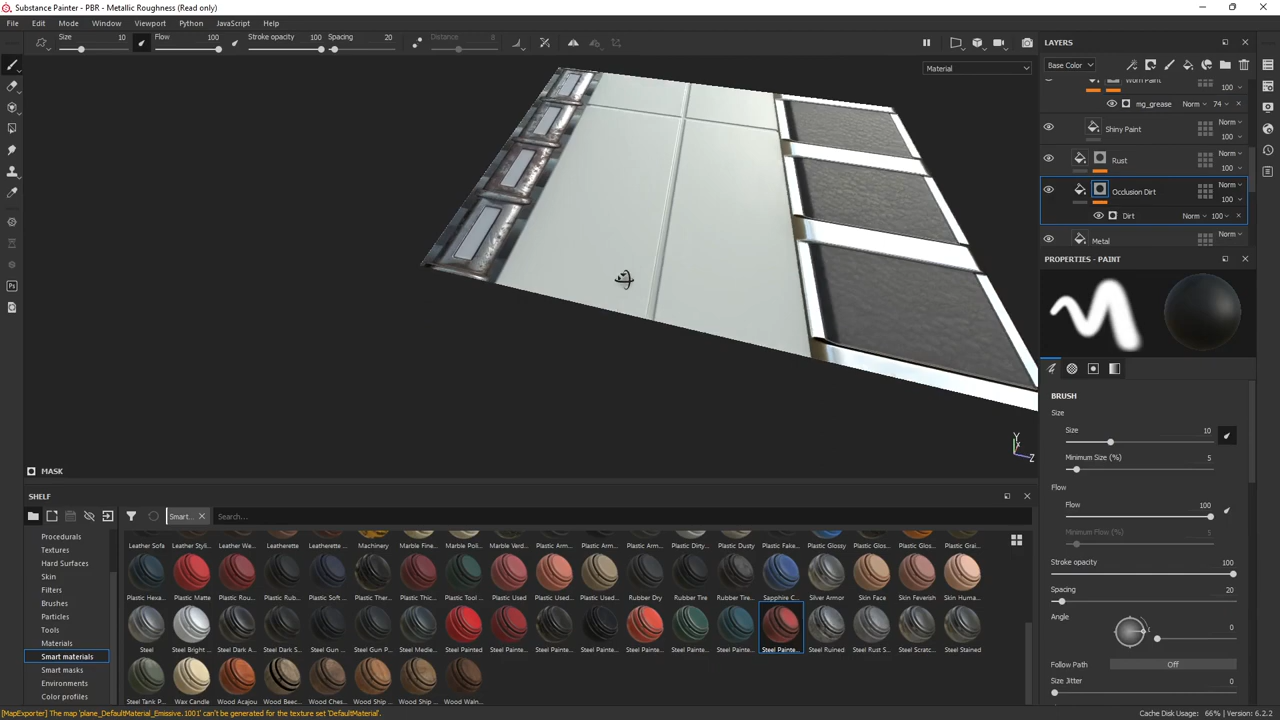 Substance Painter - PBR - Metallic Roughness (Read only)
File Edit Mode Window Viewport Python JavaScript Help
Size 10 Flow 100 Stroke opacity 100 Spacing 20 Distance 8
Material
LAYERS
Base Color
Worn Paint 100
mg_grease Norm 74
Shiny Paint Norm 100
Rust Norm 100
Occlusion Dirt Norm 100
Dirt Norm 100
Metal Norm
PROPERTIES - PAINT
BRUSH
Size
Size 10
Minimum Size (%) 5
Flow
Flow 100
Minimum Flow (%) 5
Stroke opacity 100
Spacing 20
Angle 0
Follow Path Off
Size Jitter 0
Y
Z
MASK
SHELF
Smart... Search...
Procedurals
Textures
Hard Surfaces
Skin
Filters
Brushes
Particles
Tools
Materials
Smart materials
Smart masks
Environments
Color profiles
Leather Sofa Leather Styli... Leather We... Leatherette Leatherette ... Machinery Marble Fine... Marble Poli... Marble Verd... Plastic Arm... Plastic Arm... Plastic Dirty... Plastic Dusty Plastic Fake... Plastic Glossy Plastic Glos... Plastic Glos... Plastic Grai...
Plastic Hexa... Plastic Matte Plastic Rou... Plastic Rub... Plastic Soft ... Plastic Ther... Plastic Tool ... Plastic Used Plastic Used... Plastic Used... Rubber Dry Rubber Tire Rubber Tire... Sapphire C... Silver Armor Skin Face Skin Feverish Skin Human...
Steel Steel Bright ... Steel Dark A... Steel Dark S... Steel Gun ... Steel Gun P... Steel Medie... Steel Painted Steel Painte... Steel Painte... Steel Painte... Steel Painte... Steel Painte... Steel Painte... Steel Ruined Steel Rust S... Steel Scratc... Steel Stained
Steel Tank P... Wax Candle Wood Acajou Wood Beec... Wood Ches... Wood Ship ... Wood Ship ... Wood Waln...
[MapExporter] The map 'plane_DefaultMaterial_Emissive.1001' can't be generated for the texture set 'DefaultMaterial'.
Cache Disk Usage: 66% | Version: 6.2.2